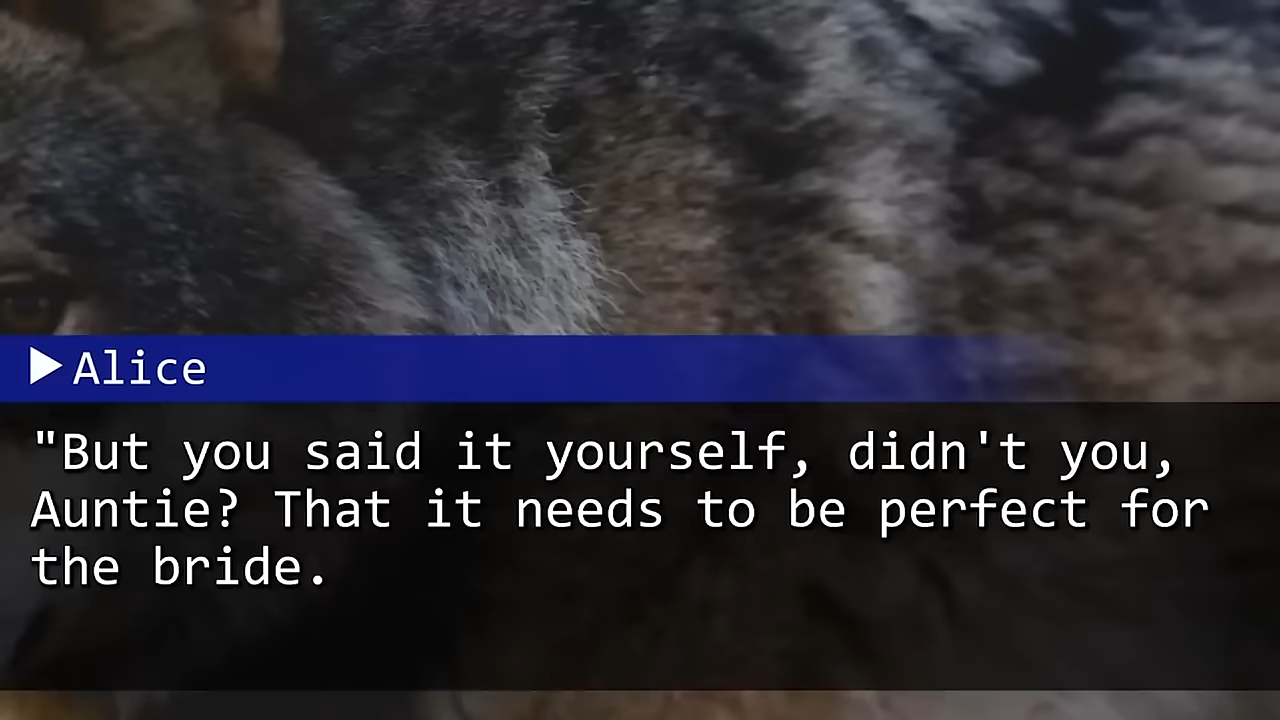 ▶Alice
"But you said it yourself, didn't you,
Auntie? That it needs to be perfect for
the bride.